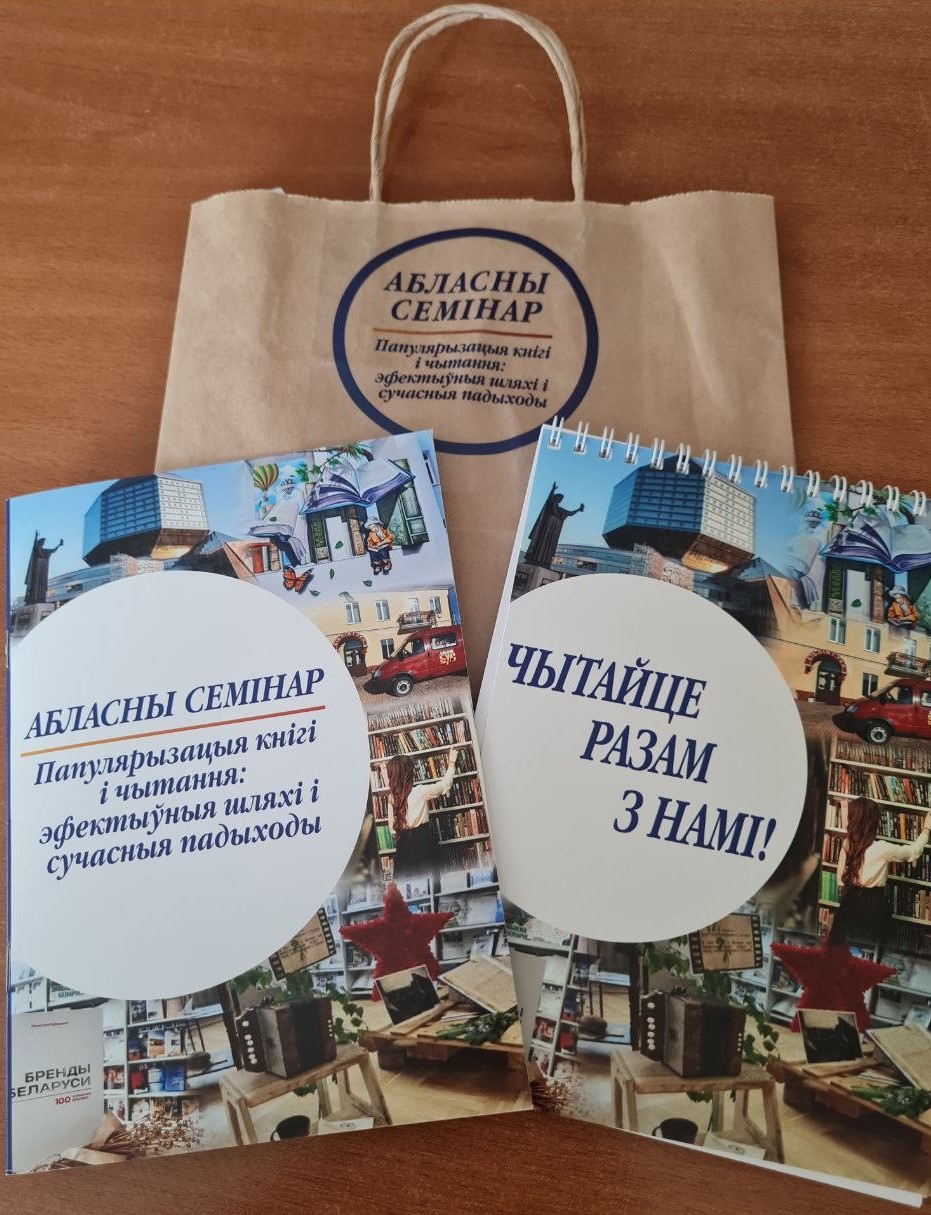 АБЛАСНЫ
СЕМІНАР
Папулярызацыя кнігі
і чытання:
эфектыўныя шляхі і
сучасныя падыходы
АБЛАСНЫ СЕМІНАР
Папулярызацыя кнігі
і чытання:
эфектыўныя шляхі і
сучасныя падыходы
БРЕНДЫ
БЕЛАРУСИ
100
ЧЫТАЙЦЕ
РАЗАМ
З НАМІ!